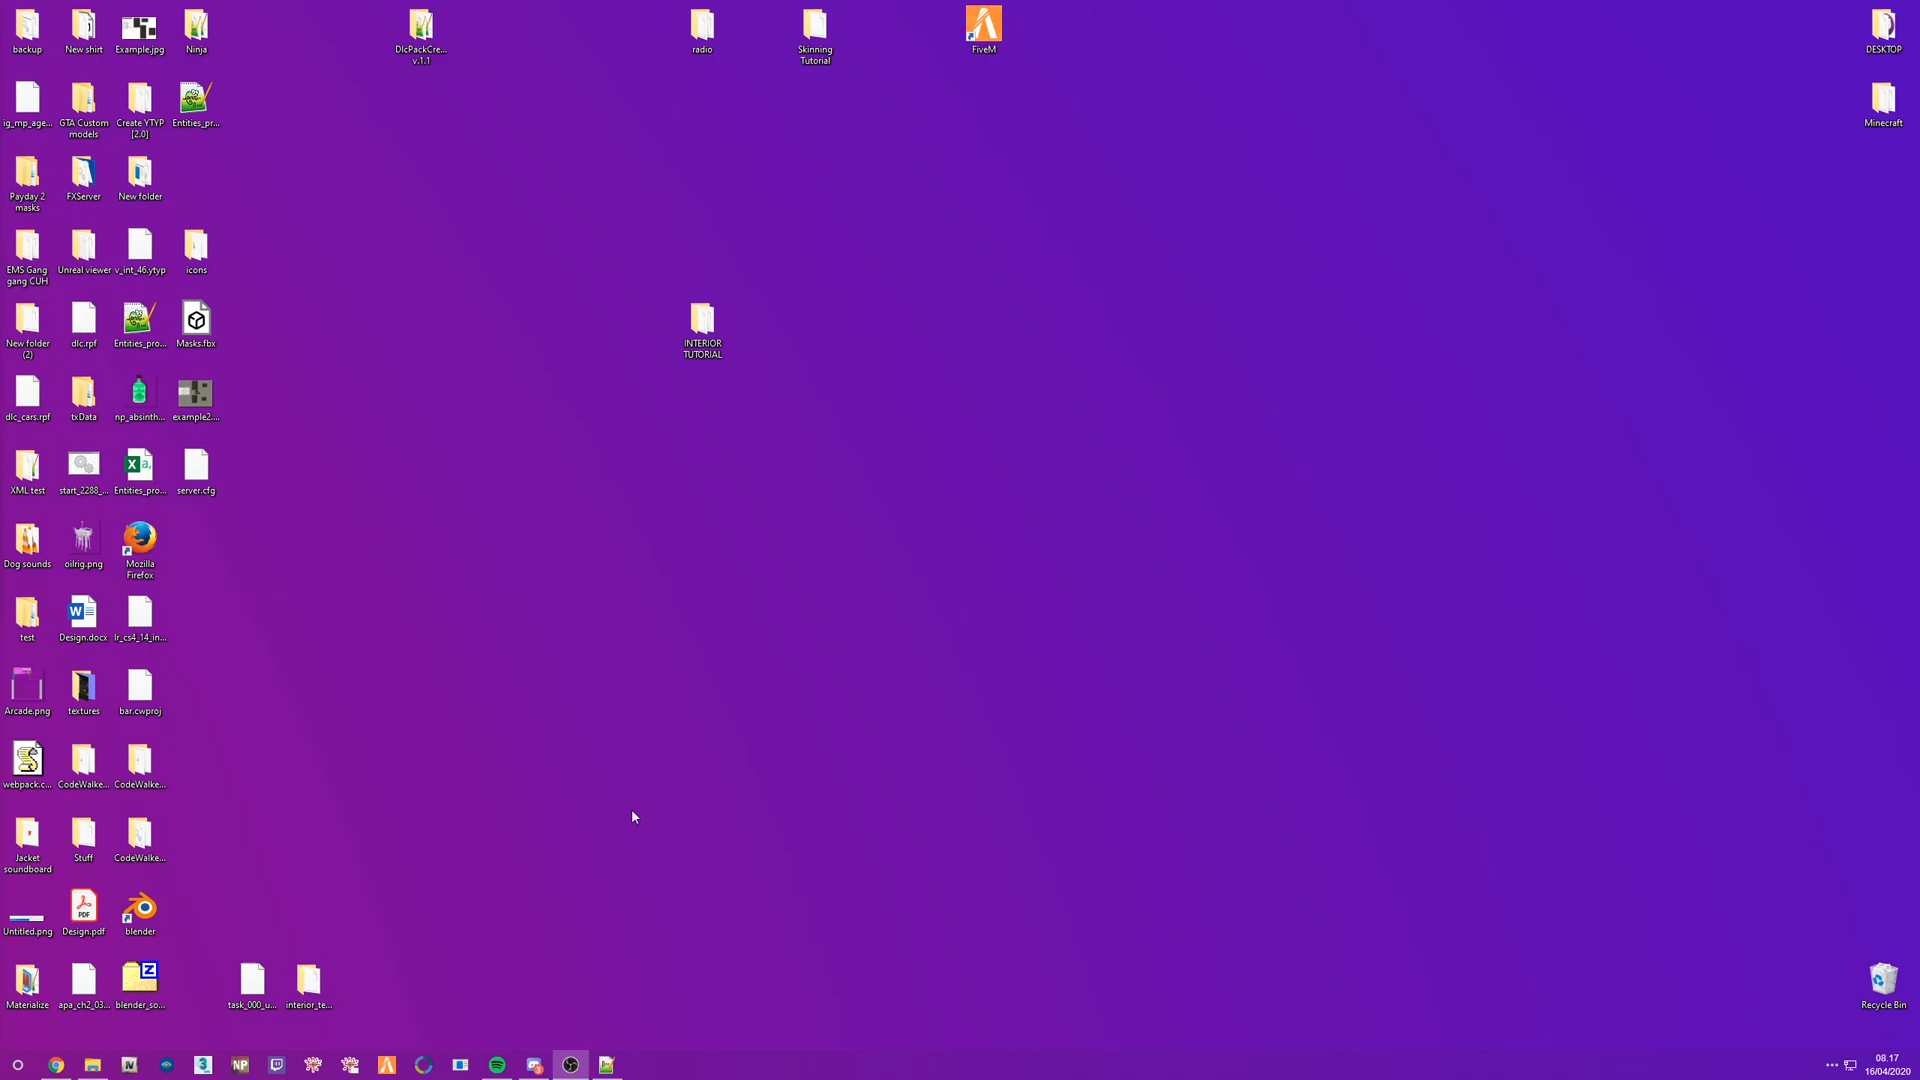 backup
New shirt
Example.jpg
Ninja
DlcPackCre...
v.1.1
radio
Skinning
Tutorial
FiveM
DESKTOP
ig_mp_age...
GTA Custom
models
Create YTYP
[2.0]
Entities_pr...
Minecraft
Payday 2
masks
FXServer
New folder
EMS Gang
gang CUH
Unreal viewer
v_int_46.ytyp
icons
New folder
(2)
dlc.rpf
Entities_pro...
Masks.fbx
INTERIOR
TUTORIAL
dlc_cars.rpf
txData
np_absinth...
example2....
XML test
start_2288_...
Entities_pro...
server.cfg
Dog sounds
oilrig.png
Mozilla
Firefox
test
Design.docx
lr_cs4_14_in...
Arcade.png
textures
bar.cwproj
webpack.c...
CodeWalke...
CodeWalke...
Jacket
soundboard
Stuff
CodeWalke...
Untitled.png
PDF
Design.pdf
blender
Materialize
apa_ch2_03...
blender_so...
task_000_u...
interior_te...
Recycle Bin
NP
3
08.17
16/04/2020